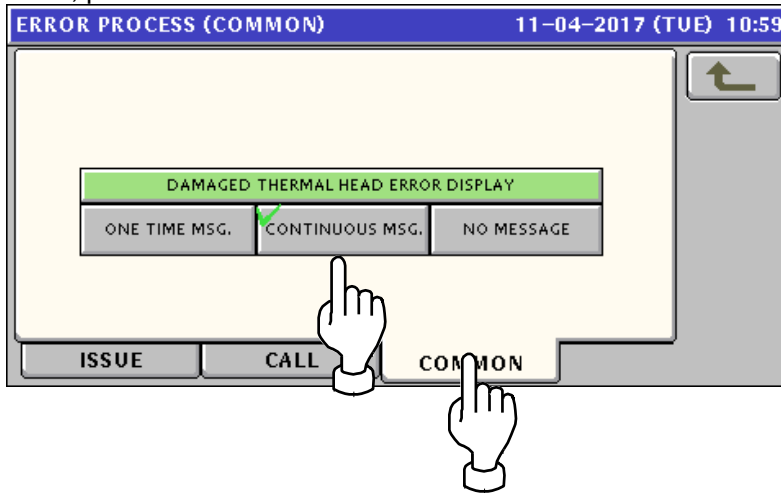 ERROR PROCESS (COMMON) 11-04-2017 (TUE) 10:59
DAMAGED THERMAL HEAD ERROR DISPLAY
ONE TIME MSG. CONTINUOUS MSG. NO MESSAGE
ISSUE CALL COMMON